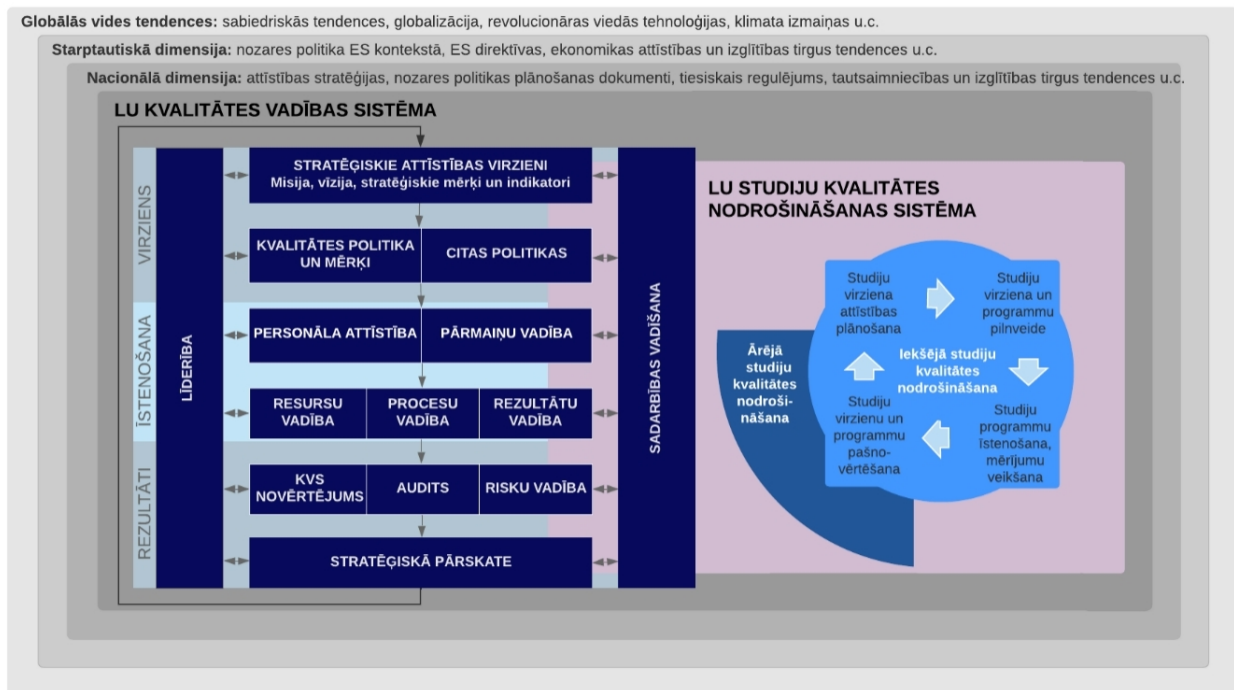 Globālās vides tendences: sabiedriskās tendences, globalizācija, revolucionāras viedās tehnoloģijas, klimata izmaiņas u.c.
Starptautiskā dimensija: nozares politika ES kontekstā, ES direktīvas, ekonomikas attīstības un izglītības tirgus tendences u.c.
Nacionālā dimensija: attīstības stratēģijas, nozares politikas plānošanas dokumenti, tiesiskais regulējums, tautsaimniecības un izglītības tirgus tendences u.c.
LU KVALITĀTES VADĪBAS SISTĒMA
VIRZIENS
ĪSTENOŠANA
REZULTĀTI
LĪDERĪBA
STRATĒĢISKIE ATTĪSTĪBAS VIRZIENI
Misija, vīzija, stratēģiskie mērķi un indikatori
KVALITĀTES POLITIKA
UN MĒRĶI
CITAS POLITIKAS
PERSONĀLA ATTĪSTĪBA
PĀRMAIŅU VADĪBA
RESURSU
VADĪBA
PROCESU
VADĪBA
REZULTĀTU
VADĪBA
KVS
NOVĒRTĒJUMS
AUDITS
RISKU VADĪBA
STRATĒĢISKĀ PĀRSKATE
SADARBĪBAS VADĪŠANA
LU STUDIJU KVALITĀTES
NODROŠINĀŠANAS SISTĒMA
Ārējā
studiju
kvalitātes
nodroši-
nāšana
Studiju
virziena
attīstības
plānošana
Studiju
virziena un
programmu
pilnveide
Iekšējā studiju
kvalitātes
nodrošināšana
Studiju
virzienu un
programmu
pašno-
vērtēšana
Studiju
programmu
īstenošana,
mērījumu
veikšana